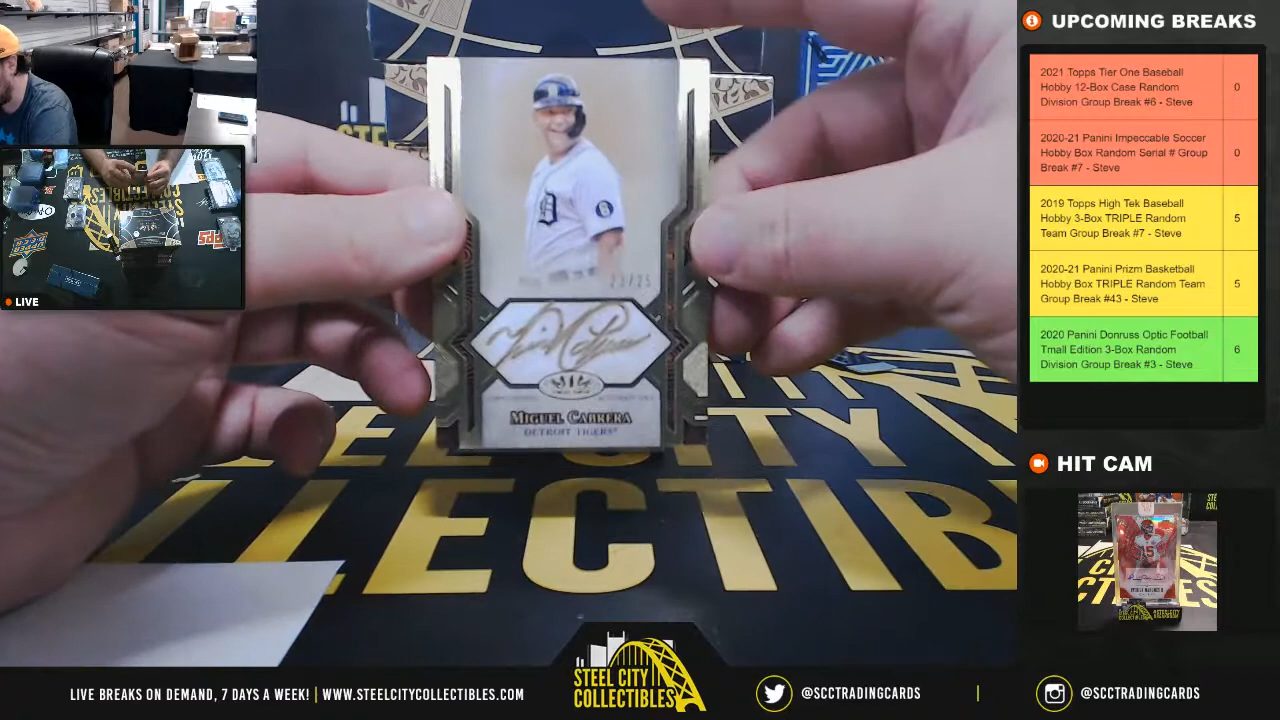 UPCOMING BREAKS
2021 Topps Tier One Baseball
Hobby 12-Box Case Random
Division Group Break #6 - Steve
0
2020-21 Panini Impeccable Soccer
Hobby Box Random Serial # Group
Break #7 - Steve
0
2019 Topps High Tek Baseball
Hobby 3-Box TRIPLE Random
Team Group Break #7 - Steve
5
2020-21 Panini Prizm Basketball
Hobby Box TRIPLE Random Team
Group Break #43 - Steve
5
2020 Panini Donruss Optic Football
Tmall Edition 3-Box Random
Division Group Break #3 - Steve
6
HIT CAM
LIVE
D
23/25
MIGUEL CABRERA
DETROIT TIGERS
CITY
LLECTIB
LIVE BREAKS ON DEMAND, 7 DAYS A WEEK! | WWW.STEELCITYCOLLECTIBLES.COM
STEEL CITY
COLLECTIBLES
@SCCTRADINGCARDS
@SCCTRADINGCARDS